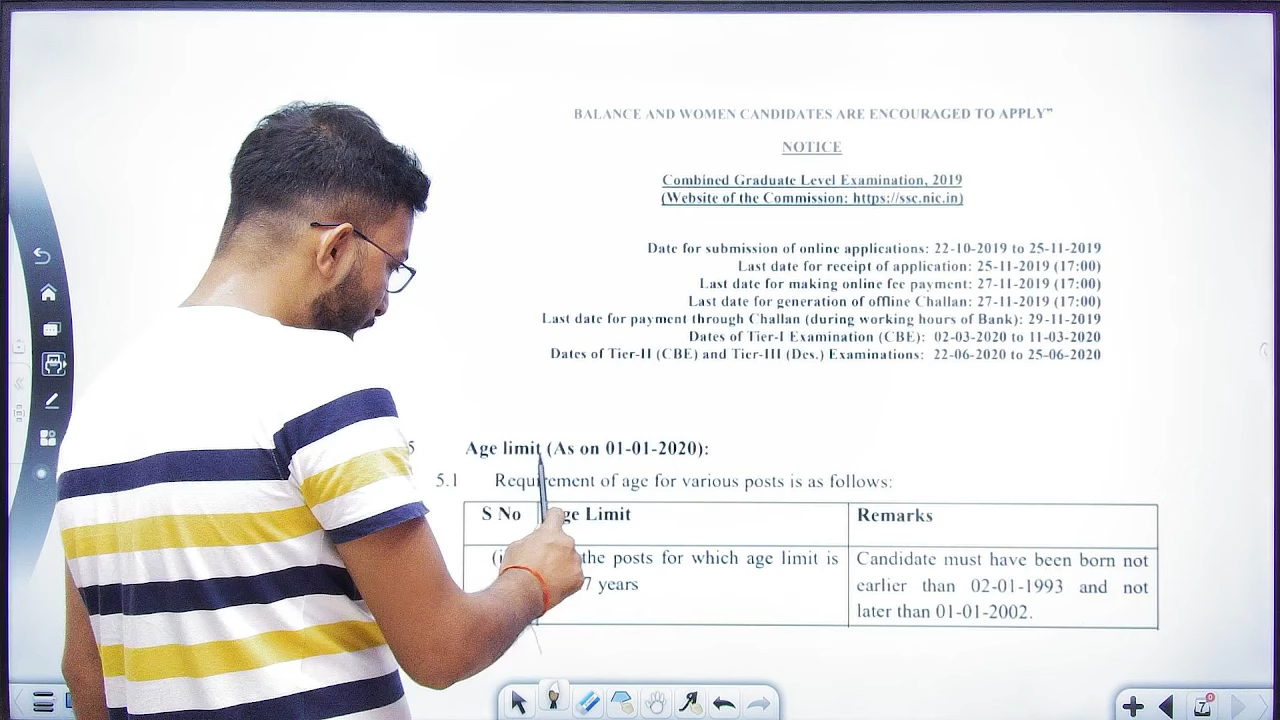 BALANCE AND WOMEN CANDIDATES ARE ENCOURAGED TO APPLY"
NOTICE
Combined Graduate Level Examination, 2019
(Website of the Commission: https://ssc.nic.in)
Date for submission of online applications: 22-10-2019 to 25-11-2019
Last date for receipt of application: 25-11-2019 (17:00)
Last date for making online fee payment: 27-11-2019 (17:00)
Last date for generation of offline Challan: 27-11-2019 (17:00)
Last date for payment through Challan (during working hours of Bank): 29-11-2019
Dates of Tier-I Examination (CBE): 02-03-2020 to 11-03-2020
Dates of Tier-II (CBE) and Tier-III (Des.) Examinations: 22-06-2020 to 25-06-2020
5 Age limit (As on 01-01-2020):
5.1 Requirement of age for various posts is as follows:
S No Age Limit Remarks
the posts for which age limit is Candidate must have been born not
years earlier than 02-01-1993 and not
later than 01-01-2002.
7 0